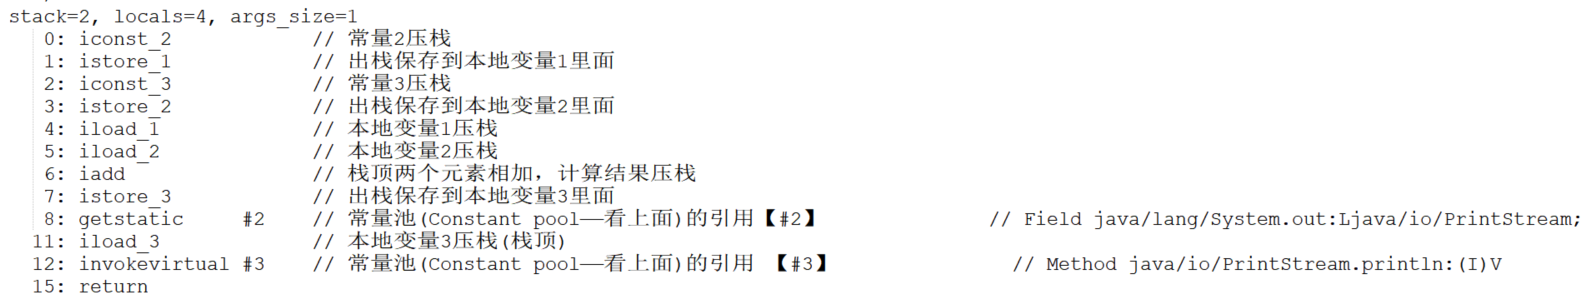 stack=2, locals=4, args_size=1
0: iconst_2 // 常量2压栈
1: istore_1 // 出栈保存到本地变量1里面
2: iconst_3 // 常量3压栈
3: istore_2 // 出栈保存到本地变量2里面
4: iload_1 // 本地变量1压栈
5: iload_2 // 本地变量2压栈
6: iadd // 栈顶两个元素相加，计算结果压栈
7: istore_3 // 出栈保存到本地变量3里面
8: getstatic #2 // 常量池(Constant pool——看上面)的引用【#2】 // Field java/lang/System.out:Ljava/io/PrintStream;
11: iload_3 // 本地变量3压栈(栈顶)
12: invokevirtual #3 // 常量池(Constant pool——看上面)的引用 【#3】 // Method java/io/PrintStream.println:(I)V
15: return